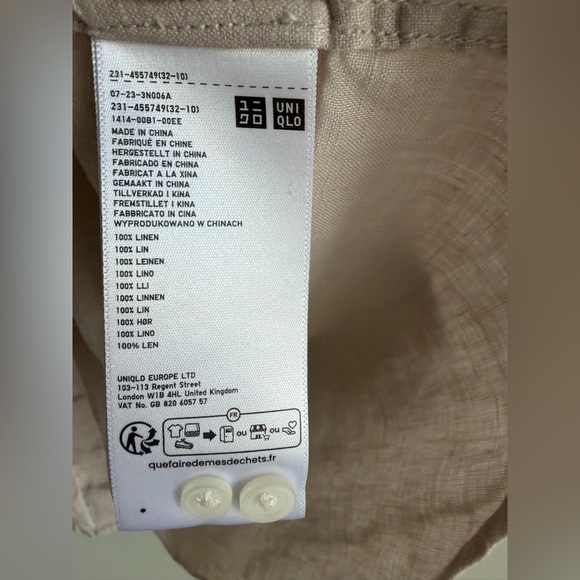 231-455749(32-10)
07-23-3N006A
231-455749(32-10)
1414-00B1-00EE
ユニ
クロ
UNI
QLO
MADE IN CHINA
FABRIQUÉ EN CHINE
HERGESTELLT IN CHINA
FABRICADO EN CHINA
FABRICAT A LA XINA
GEMAAKT IN CHINA
TILLVERKAD I KINA
FREMSTILLET I KINA
FABBRICATO IN CINA
WYPRODUKOWANO W CHINACH
100% LINEN
100% LIN
100% LEINEN
100% LINO
100% LLI
100% LINNEN
100% LIN
100% HØR
100% LINO
100% LEN
UNIQLO EUROPE LTD
103-113 Regent Street
London W1B 4HL United Kingdom
VAT No. GB 820 6057 57
FR
ou
ou
quefairedemesdechets.fr